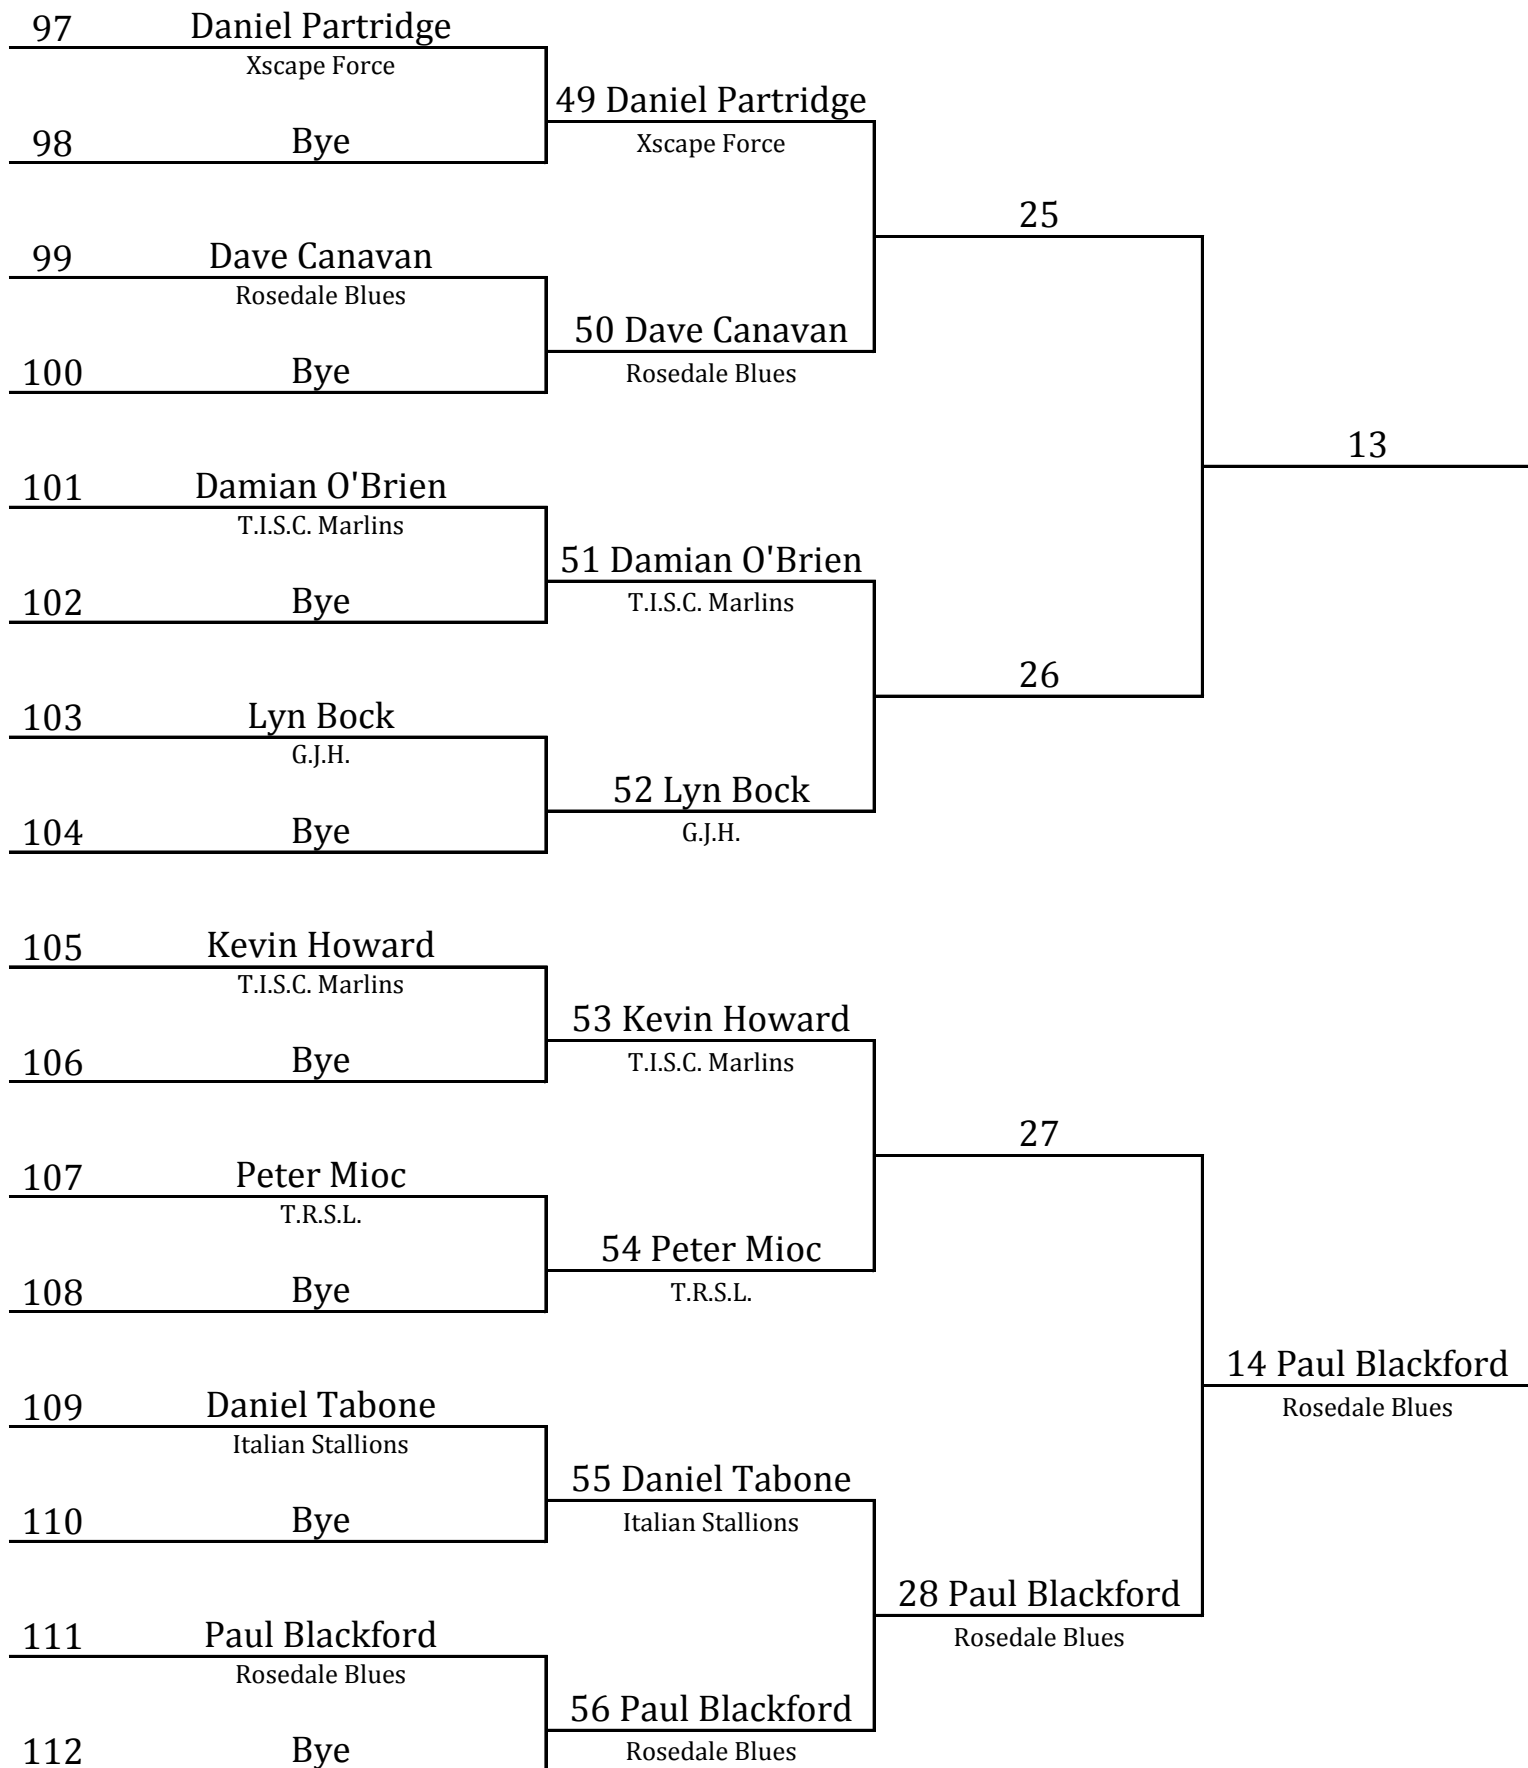 97 Daniel Partridge
Xscape Force
49 Daniel Partridge
98 Bye
Xscape Force
25
99 Dave Canavan
Rosedale Blues
50 Dave Canavan
100 Bye
Rosedale Blues
13
101 Damian O'Brien
T.I.S.C. Marlins
51 Damian O'Brien
102 Bye
T.I.S.C. Marlins
26
103 Lyn Bock
G.J.H.
52 Lyn Bock
104 Bye
G.J.H.
105 Kevin Howard
T.I.S.C. Marlins
53 Kevin Howard
106 Bye
T.I.S.C. Marlins
27
107 Peter Mioc
T.R.S.L.
54 Peter Mioc
108 Bye
T.R.S.L.
14 Paul Blackford
Rosedale Blues
109 Daniel Tabone
Italian Stallions
55 Daniel Tabone
110 Bye
Italian Stallions
28 Paul Blackford
Rosedale Blues
111 Paul Blackford
Rosedale Blues
56 Paul Blackford
112 Bye
Rosedale Blues